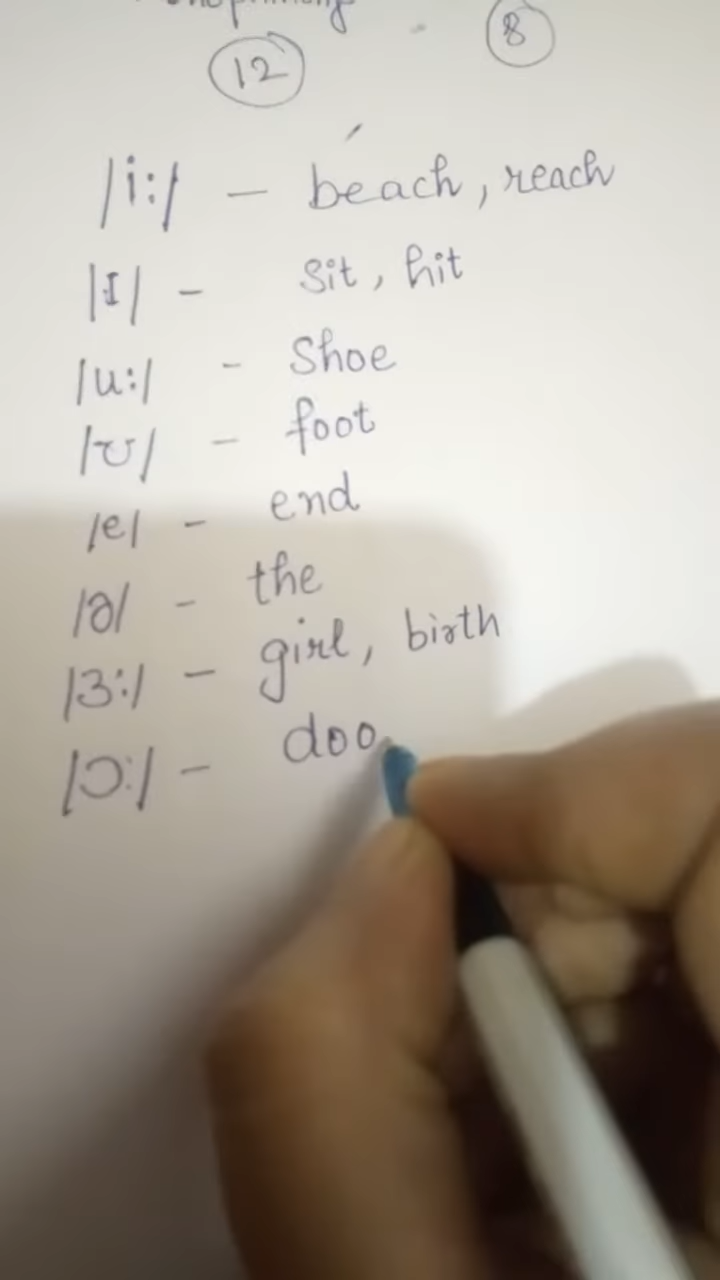 12 8
/i:/ - beach, reach
/ɪ/ - sit, hit
/u:/ - Shoe
/ʊ/ - foot
/e/ - end
/ə/ - the
/ɜ:/ - girl, birth
/ɔ:/ - doo